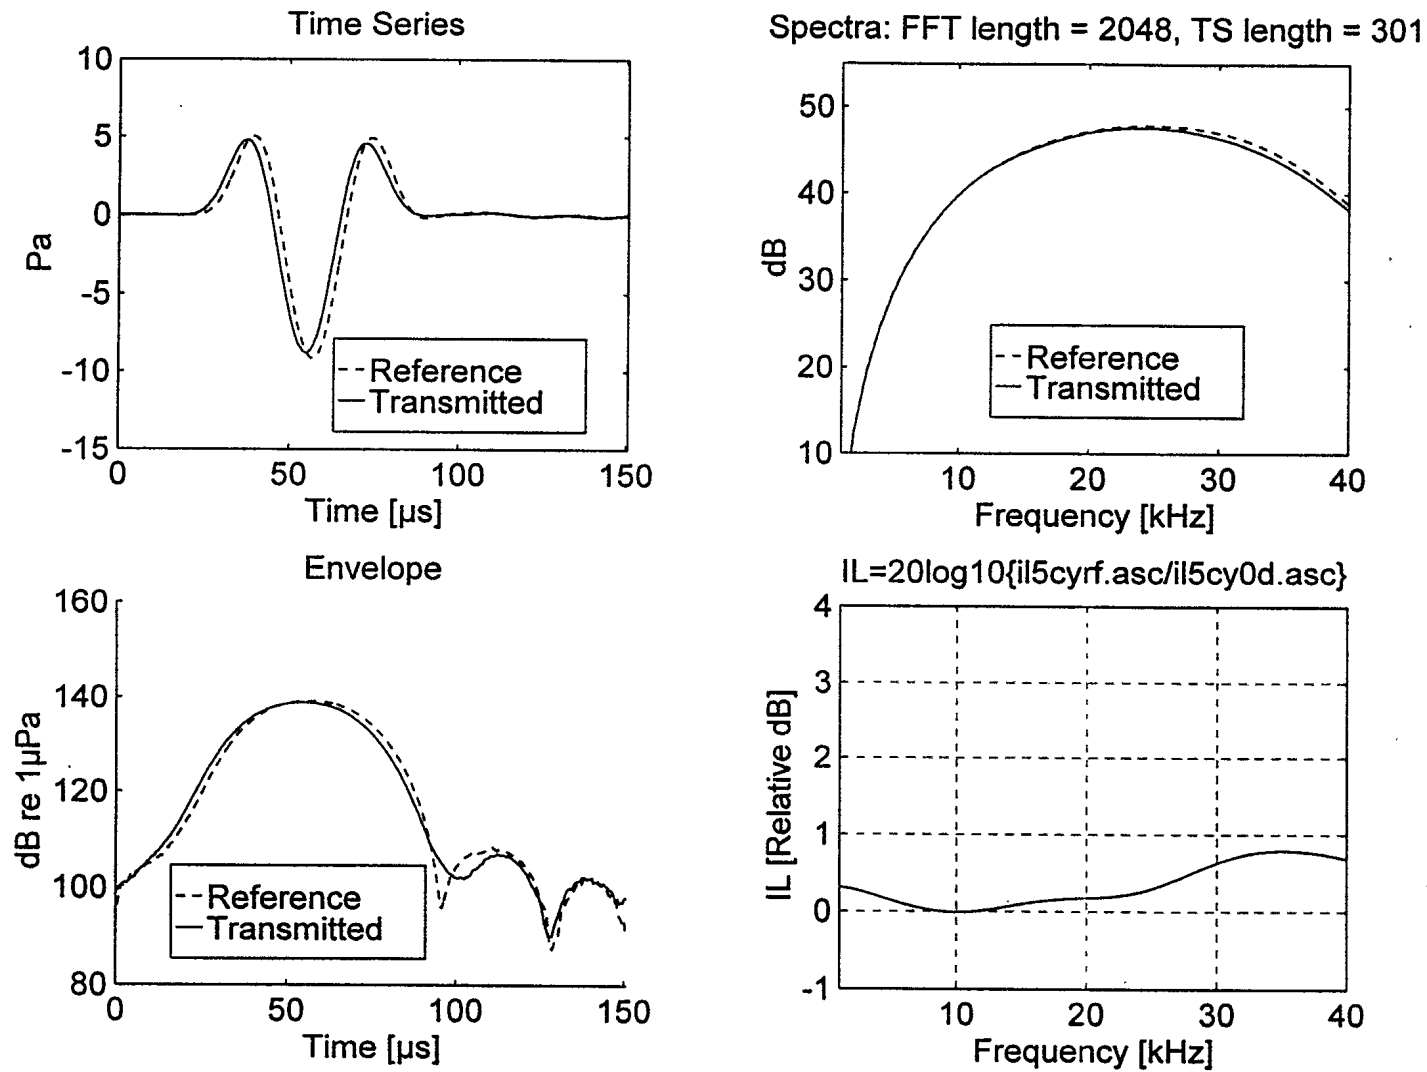 Time Series
10
5
0
-5
-10
-15
Pa
Reference
Transmitted
0 50 100 150
Time [µs]
Spectra: FFT length = 2048, TS length = 301
50
40
30
20
10
dB
Reference
Transmitted
10 20 30 40
Frequency [kHz]
Envelope
160
140
120
100
80
dB re 1µPa
Reference
Transmitted
0 50 100 150
Time [µs]
IL=20log10{il5cyrf.asc/il5cy0d.asc}
4
3
2
1
0
-1
IL [Relative dB]
10 20 30 40
Frequency [kHz]